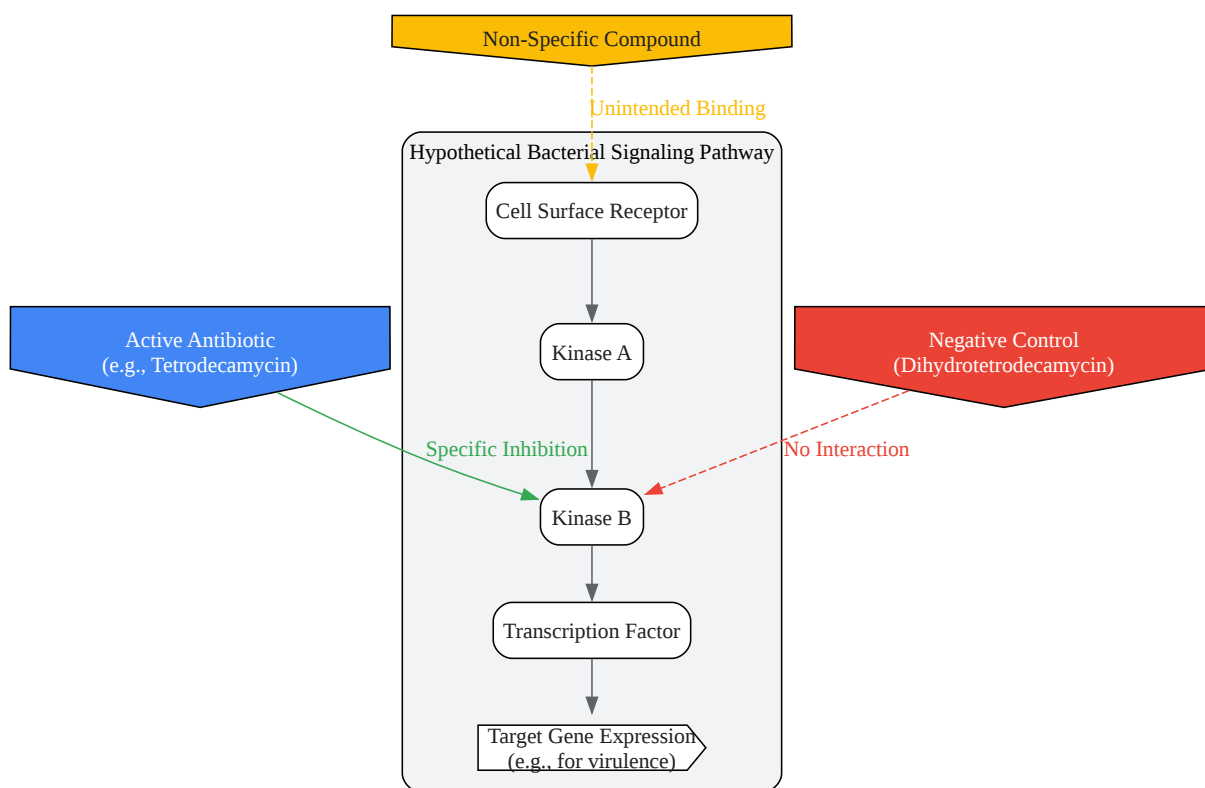 Non-Specific Compound
Unintended Binding
Hypothetical Bacterial Signaling Pathway
Cell Surface Receptor
Active Antibiotic
(e.g., Tetrodecamycin)
Kinase A
Negative Control
(Dihydrotetrodecamycin)
Specific Inhibition
No Interaction
Kinase B
Transcription Factor
Target Gene Expression
(e.g., for virulence)